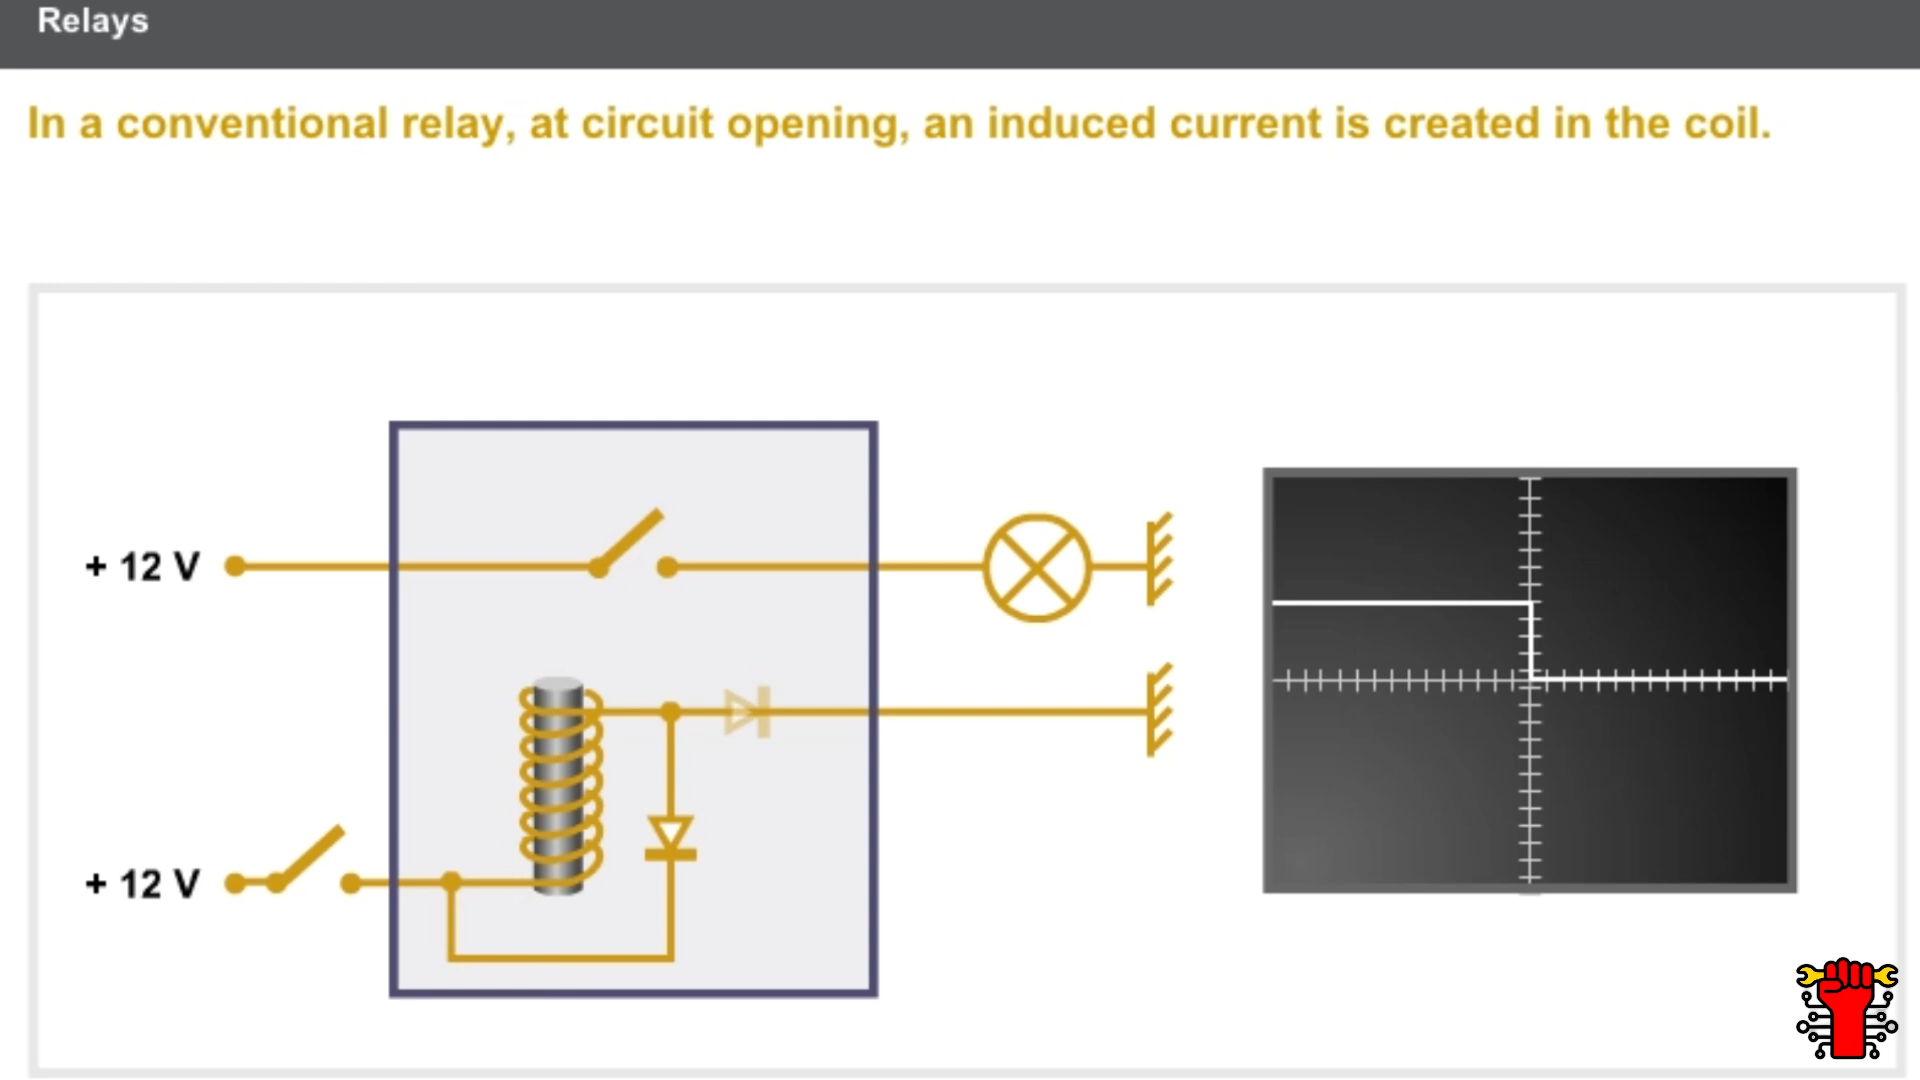 Relays
In a conventional relay, at circuit opening, an induced current is created in the coil.
+ 12 V
+ 12 V